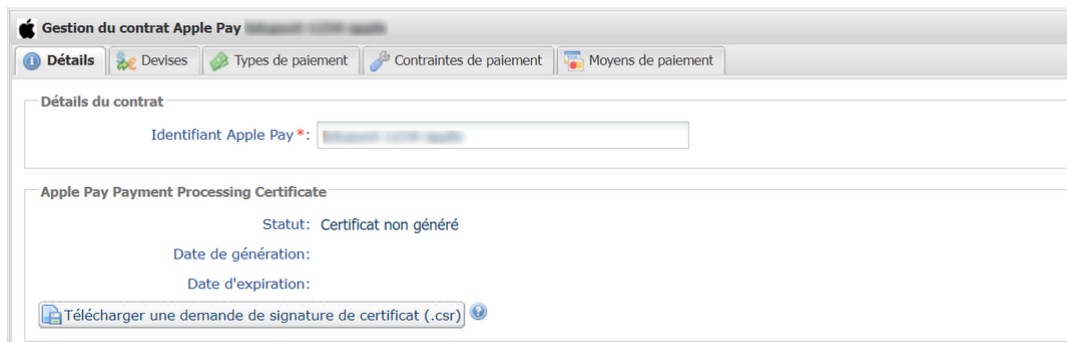 Gestion du contrat Apple Pay
Détails Devises Types de paiement Contraintes de paiement Moyens de paiement
Détails du contrat
Identifiant Apple Pay*:
Apple Pay Payment Processing Certificate
Statut: Certificat non généré
Date de génération:
Date d'expiration:
Télécharger une demande de signature de certificat (.csr)